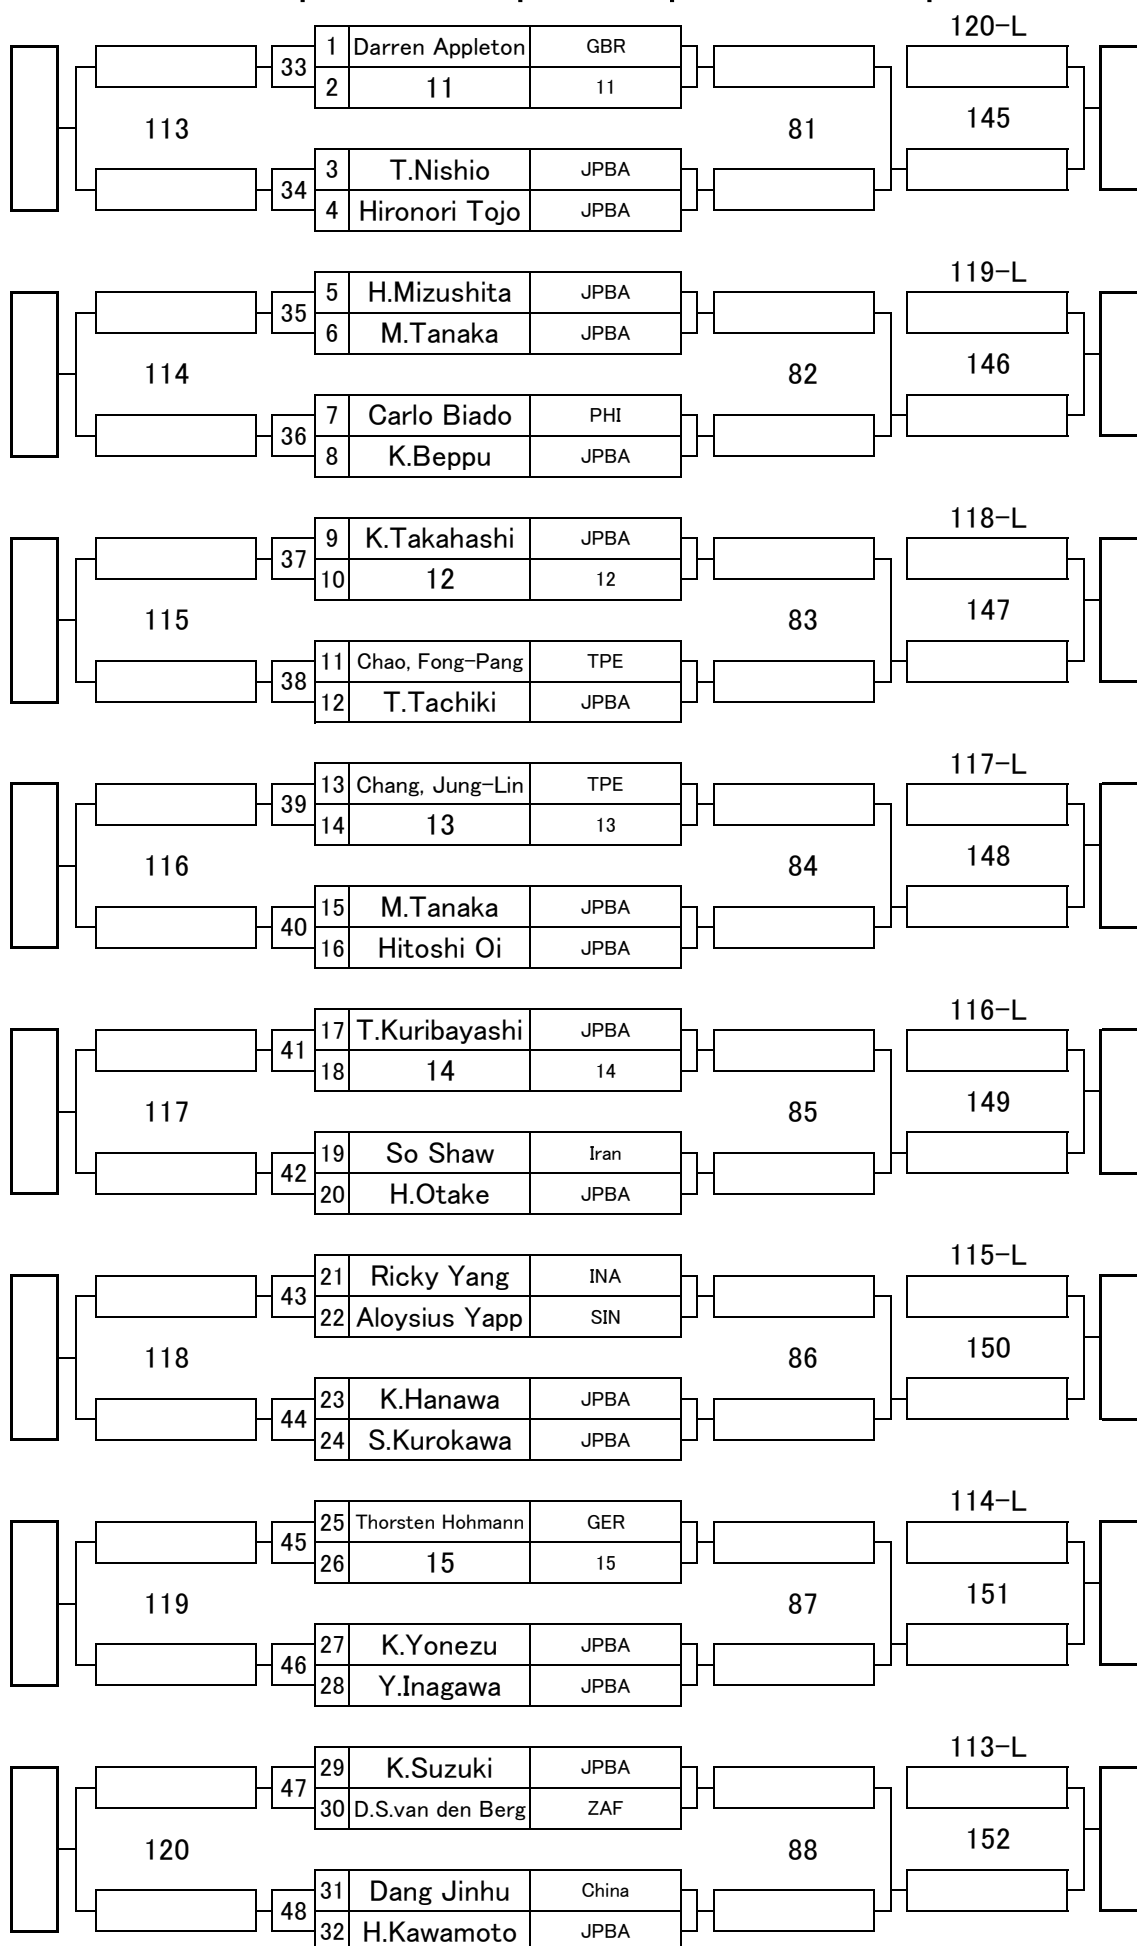 120-L
33 1 Darren Appleton GBR
2 11 11
113 81 145
34 3 T.Nishio JPBA
4 Hironori Tojo JPBA
119-L
35 5 H.Mizushita JPBA
6 M.Tanaka JPBA
114 82 146
36 7 Carlo Biado PHI
8 K.Beppu JPBA
118-L
37 9 K.Takahashi JPBA
10 12 12
115 83 147
38 11 Chao, Fong-Pang TPE
12 T.Tachiki JPBA
117-L
39 13 Chang, Jung-Lin TPE
14 13 13
116 84 148
40 15 M.Tanaka JPBA
16 Hitoshi Oi JPBA
116-L
41 17 T.Kuribayashi JPBA
18 14 14
117 85 149
42 19 So Shaw Iran
20 H.Otake JPBA
115-L
43 21 Ricky Yang INA
22 Aloysius Yapp SIN
118 86 150
44 23 K.Hanawa JPBA
24 S.Kurokawa JPBA
114-L
45 25 Thorsten Hohmann GER
26 15 15
119 87 151
46 27 K.Yonezu JPBA
28 Y.Inagawa JPBA
113-L
47 29 K.Suzuki JPBA
30 D.S.van den Berg ZAF
120 88 152
48 31 Dang Jinhu China
32 H.Kawamoto JPBA